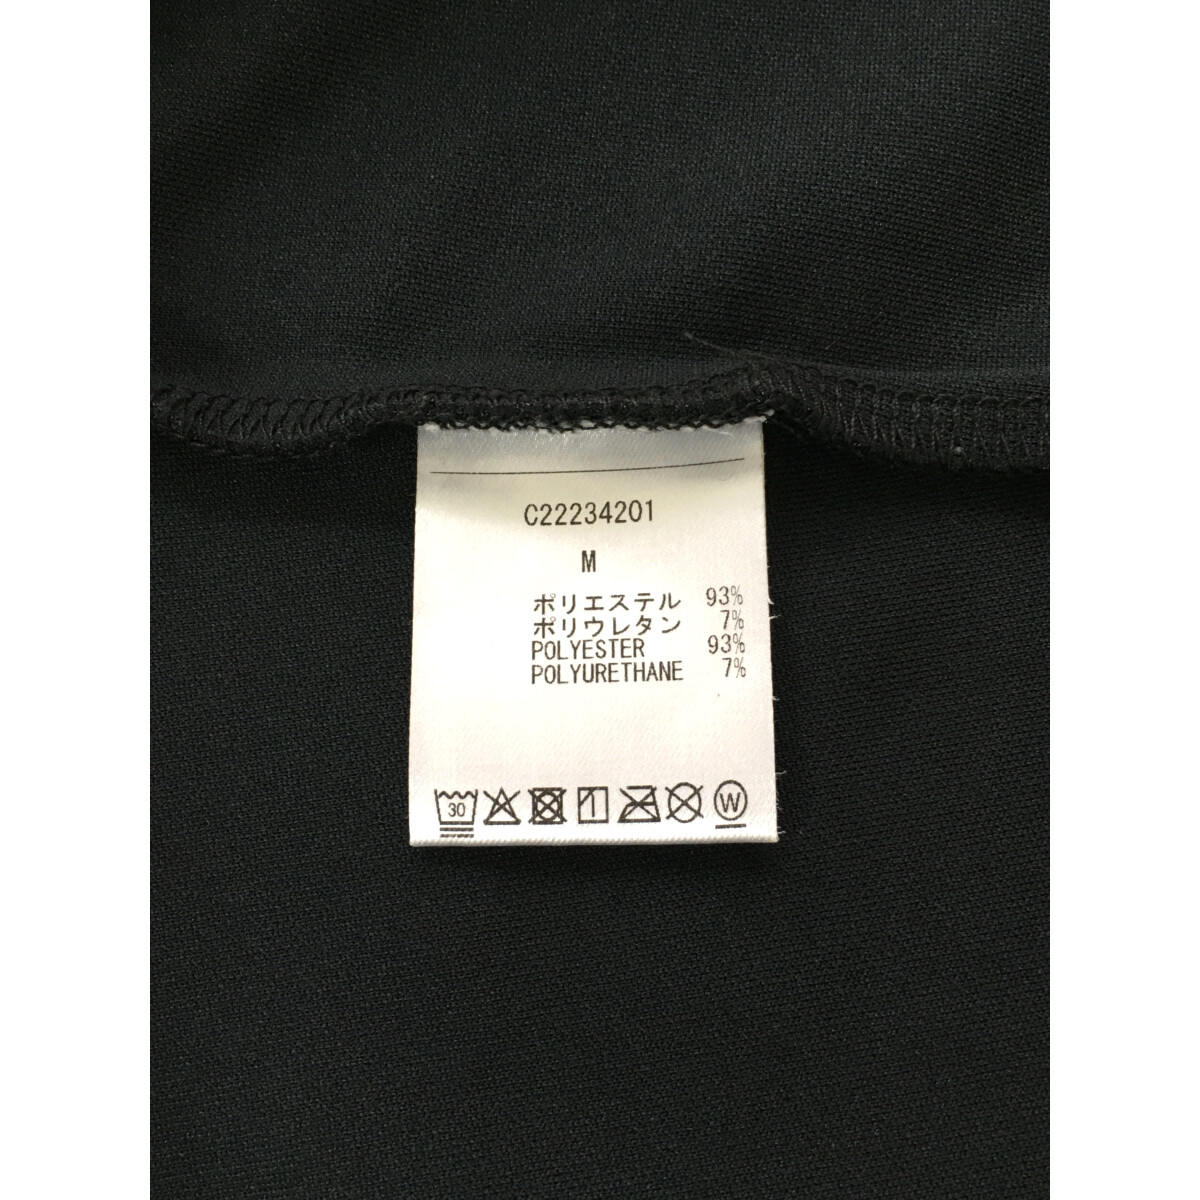 C22234201
M
ポリエステル 93%
ポリウレタン 7%
POLYESTER 93%
POLYURETHANE 7%
30 W